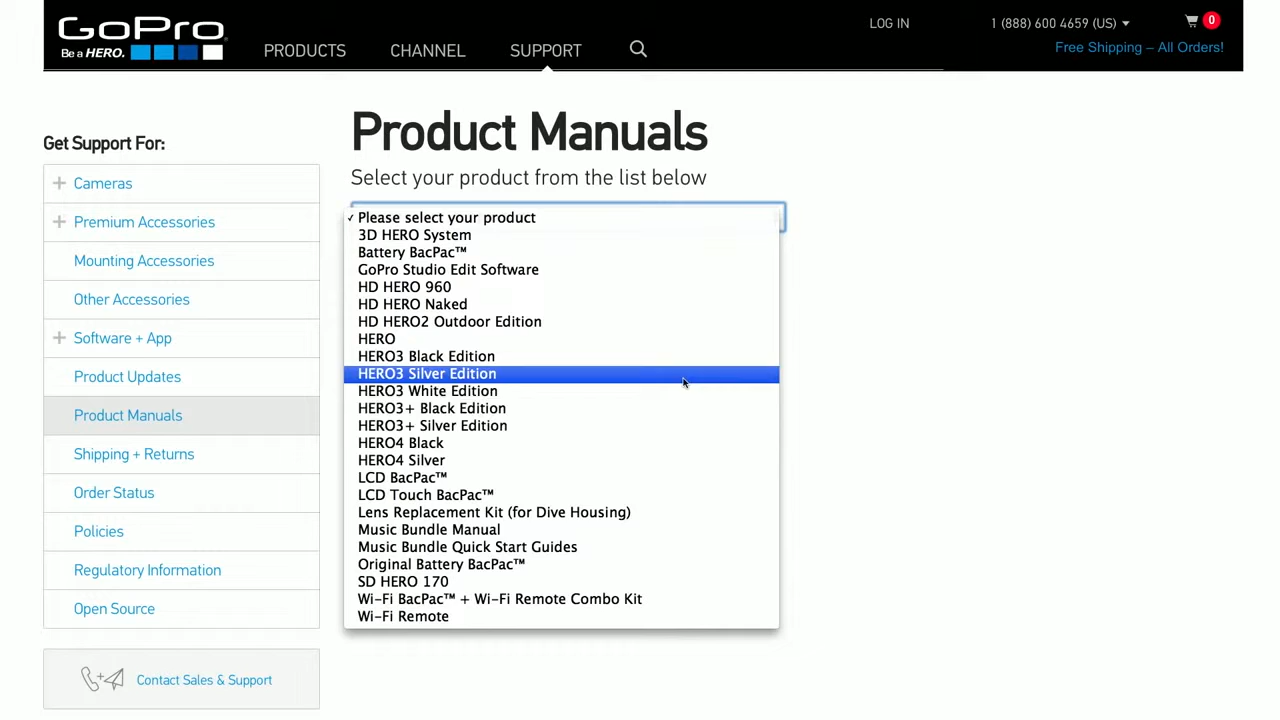 GoPro
Be a HERO.
PRODUCTS
CHANNEL
SUPPORT
LOG IN
1 (888) 600 4659 (US)
0
Free Shipping – All Orders!
Get Support For:
Cameras
Premium Accessories
Mounting Accessories
Other Accessories
Software + App
Product Updates
Product Manuals
Shipping + Returns
Order Status
Policies
Regulatory Information
Open Source
Contact Sales & Support
Product Manuals
Select your product from the list below
✓ Please select your product
3D HERO System
Battery BacPac™
GoPro Studio Edit Software
HD HERO 960
HD HERO Naked
HD HERO2 Outdoor Edition
HERO
HERO3 Black Edition
HERO3 Silver Edition
HERO3 White Edition
HERO3+ Black Edition
HERO3+ Silver Edition
HERO4 Black
HERO4 Silver
LCD BacPac™
LCD Touch BacPac™
Lens Replacement Kit (for Dive Housing)
Music Bundle Manual
Music Bundle Quick Start Guides
Original Battery BacPac™
SD HERO 170
Wi-Fi BacPac™ + Wi-Fi Remote Combo Kit
Wi-Fi Remote